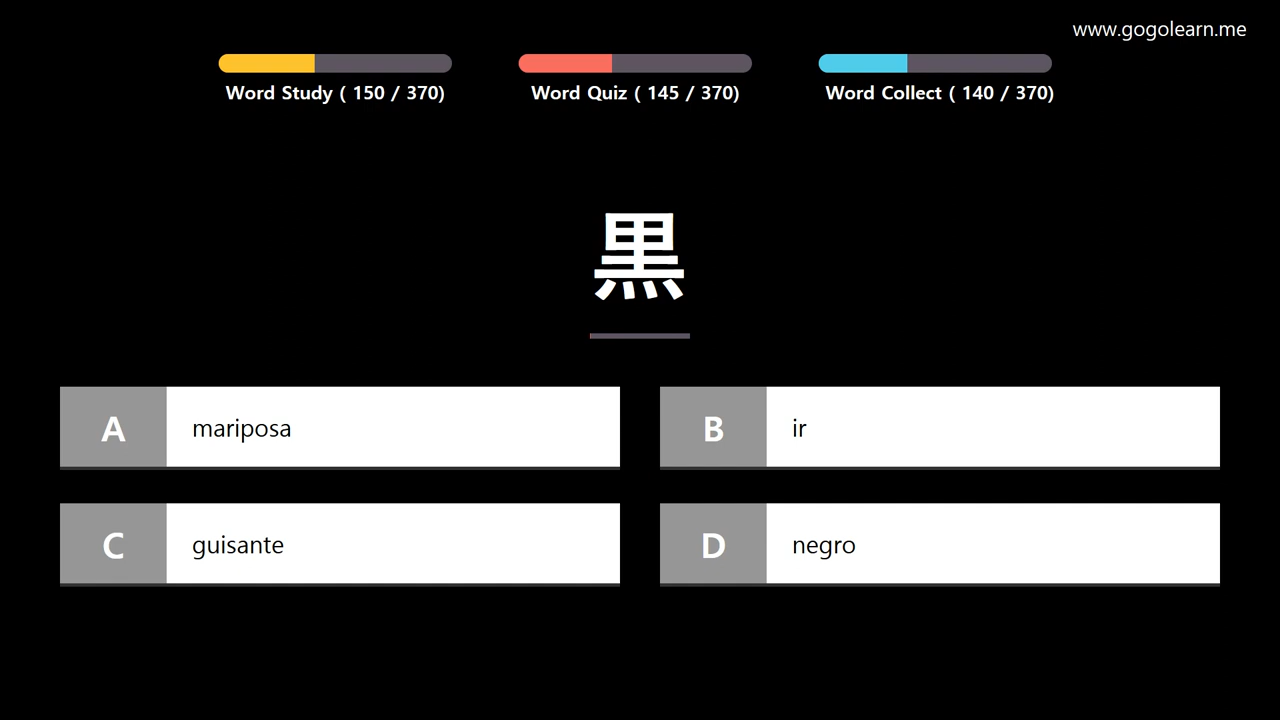 www.gogolearn.me
Word Study ( 150 / 370)
Word Quiz ( 145 / 370)
Word Collect ( 140 / 370)
黒
A mariposa
B ir
C guisante
D negro